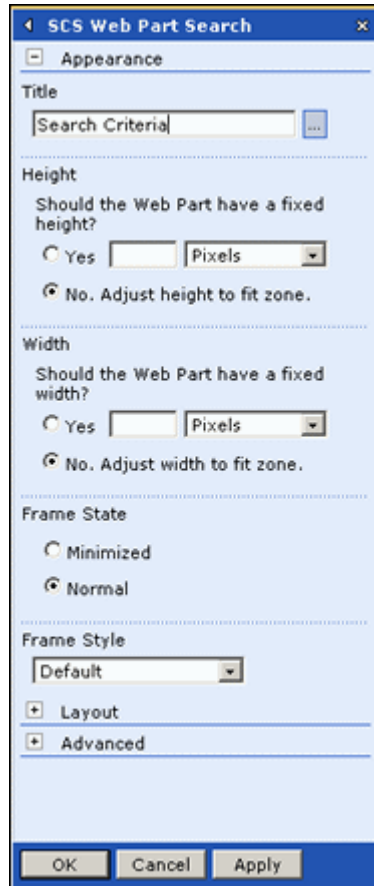 SCS Web Part Search
Appearance
Title
Search Criteria
...
Height
Should the Web Part have a fixed
height?
Yes Pixels
No. Adjust height to fit zone.
Width
Should the Web Part have a fixed
width?
Yes Pixels
No. Adjust width to fit zone.
Frame State
Minimized
Normal
Frame Style
Default
Layout
Advanced
OK Cancel Apply